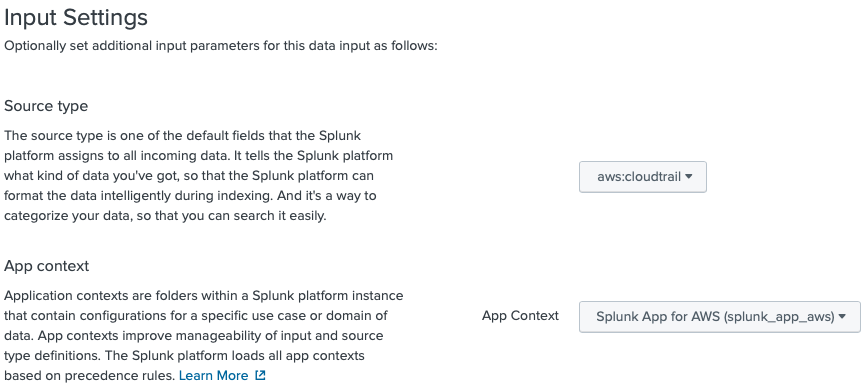 Input Settings
Optionally set additional input parameters for this data input as follows:
Source type
The source type is one of the default fields that the Splunk
platform assigns to all incoming data. It tells the Splunk platform
what kind of data you've got, so that the Splunk platform can
format the data intelligently during indexing. And it's a way to
categorize your data, so that you can search it easily.
aws:cloudtrail
App context
Application contexts are folders within a Splunk platform instance
that contain configurations for a specific use case or domain of
data. App contexts improve manageability of input and source
type definitions. The Splunk platform loads all app contexts
based on precedence rules. Learn More
App Context
Splunk App for AWS (splunk_app_aws)